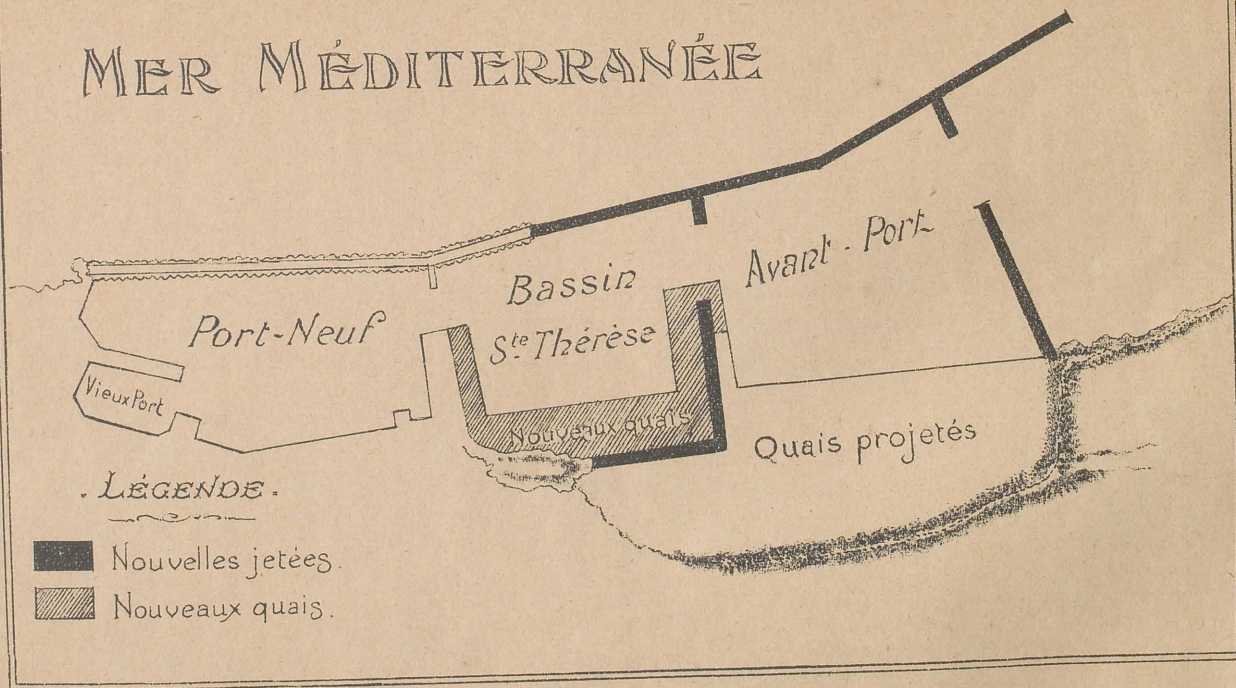 MER MÉDITERRANÉE
Avant-Port
Bassin
Ste Thérèse
Port-Neuf
Vieux Port
Nouveaux quais
Quais projetés
. LÉGENDE .
Nouvelles jetées.
Nouveaux quais.